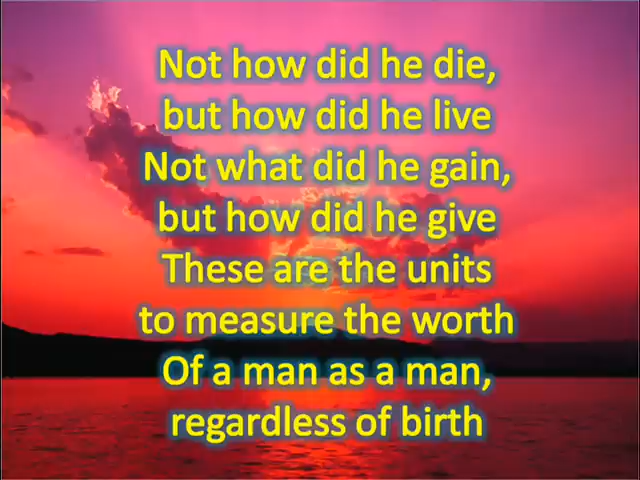 Not how did he die,
but how did he live
Not what did he gain,
but how did he give
These are the units
to measure the worth
Of a man as a man,
regardless of birth